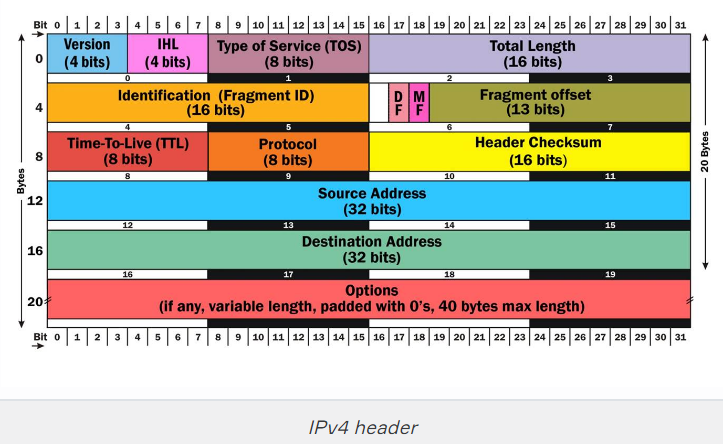 Bit 0 1 2 3 4 5 6 7 8 9 10 11 12 13 14 15 16 17 18 19 20 21 22 23 24 25 26 27 28 29 30 31
0 Version IHL Type of Service (TOS) Total Length
(4 bits) (4 bits) (8 bits) (16 bits)
0 1 2 3
4 Identification (Fragment ID) D M Fragment offset
(16 bits) F F (13 bits)
4 5 6 7
8 Time-To-Live (TTL) Protocol Header Checksum
(8 bits) (8 bits) (16 bits)
8 9 10 11
Bytes
20 Bytes
12 Source Address
(32 bits)
12 13 14 15
16 Destination Address
(32 bits)
16 17 18 19
20 Options
(if any, variable length, padded with 0's, 40 bytes max length)
Bit 0 1 2 3 4 5 6 7 8 9 10 11 12 13 14 15 16 17 18 19 20 21 22 23 24 25 26 27 28 29 30 31
IPv4 header